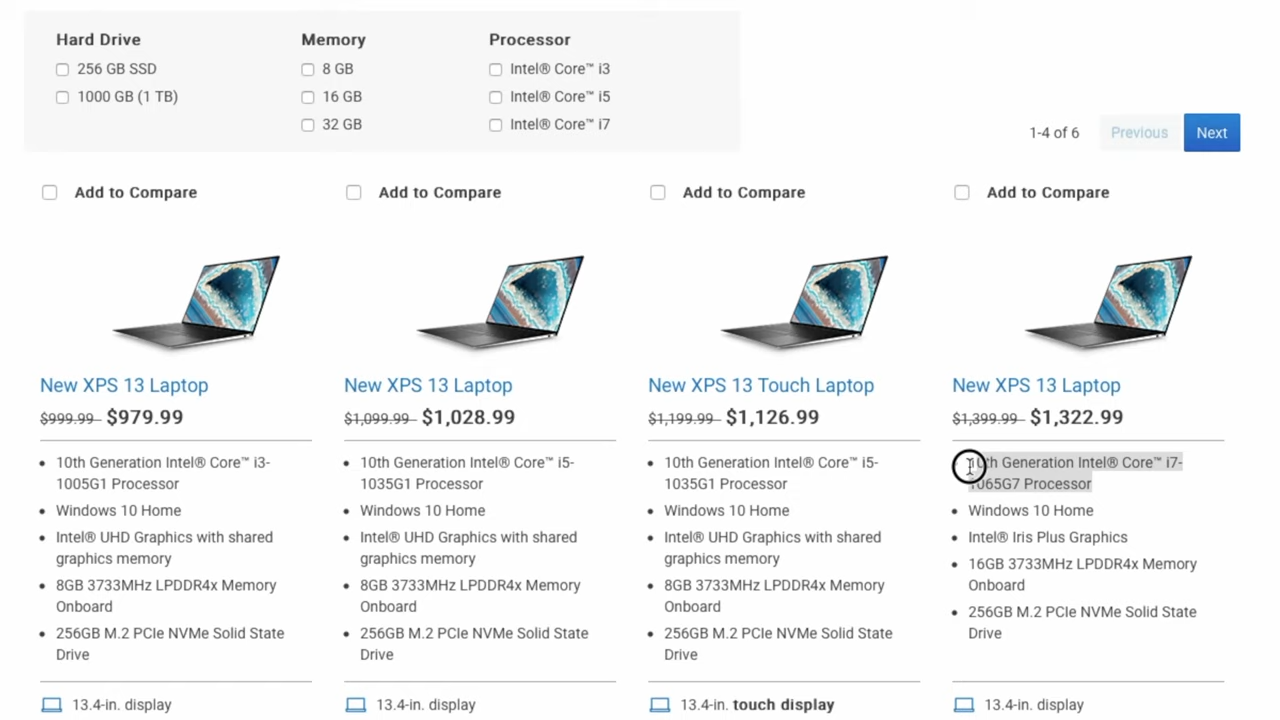 Hard Drive
256 GB SSD
1000 GB (1 TB)
Memory
8 GB
16 GB
32 GB
Processor
Intel® Core™ i3
Intel® Core™ i5
Intel® Core™ i7
1-4 of 6
Previous
Next
Add to Compare
New XPS 13 Laptop
$999.99 $979.99
10th Generation Intel® Core™ i3-
1005G1 Processor
Windows 10 Home
Intel® UHD Graphics with shared
graphics memory
8GB 3733MHz LPDDR4x Memory
Onboard
256GB M.2 PCIe NVMe Solid State
Drive
13.4-in. display
Add to Compare
New XPS 13 Laptop
$1,099.99 $1,028.99
10th Generation Intel® Core™ i5-
1035G1 Processor
Windows 10 Home
Intel® UHD Graphics with shared
graphics memory
8GB 3733MHz LPDDR4x Memory
Onboard
256GB M.2 PCIe NVMe Solid State
Drive
13.4-in. display
Add to Compare
New XPS 13 Touch Laptop
$1,199.99 $1,126.99
10th Generation Intel® Core™ i5-
1035G1 Processor
Windows 10 Home
Intel® UHD Graphics with shared
graphics memory
8GB 3733MHz LPDDR4x Memory
Onboard
256GB M.2 PCIe NVMe Solid State
Drive
13.4-in. touch display
Add to Compare
New XPS 13 Laptop
$1,399.99 $1,322.99
10th Generation Intel® Core™ i7-
1065G7 Processor
Windows 10 Home
Intel® Iris Plus Graphics
16GB 3733MHz LPDDR4x Memory
Onboard
256GB M.2 PCIe NVMe Solid State
Drive
13.4-in. display